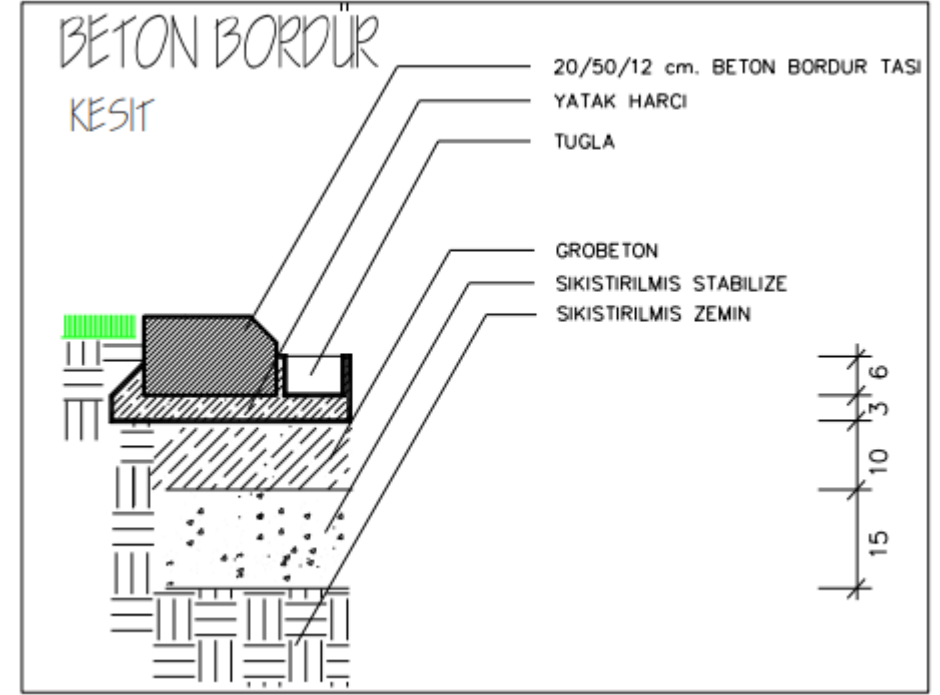 BETON BORDÜR
KESIT
20/50/12 cm. BETON BORDUR TASI
YATAK HARCI
TUGLA
GROBETON
SIKISTIRILMIS STABILIZE
SIKISTIRILMIS ZEMIN
6
3
10
15